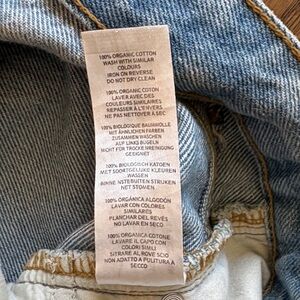 100% ORGANIC COTTON
WASH WITH SIMILAR
COLOURS
IRON ON REVERSE
DO NOT DRY CLEAN
100% ORGANIC COTON
LAVER AVEC DES
COULEURS SIMILAIRES
REPASSER À L'ENVERS
NE PAS NETTOYER À SEC
100% BIOLOGIQUE BAUMWOLLE
MIT ÄHNLICHEN FARBEN
ZUSAMMEN WASCHEN
AUF LINKS BÜGELN
NICHT FÜR TROCKENREINIGUNG
GEEIGNET
100% BIOLOGISCH KATOEN
MET SOORTGELIJKE KLEUREN
WASSEN
BINNENSTEBUITEN STRIJKEN
NET STOMEN
100% ORGÁNICA ALGODÓN
LAVAR CON COLORES
SIMILARES
PLANCHAR DEL REVÉS
NO LAVAR EN SECO
100% ORGANICA COTONE
LAVARE IL CAPO CON
COLORI SIMILI
STIRARE AL ROVESCIO
NON ADATTO A PULITURA A
SECCO